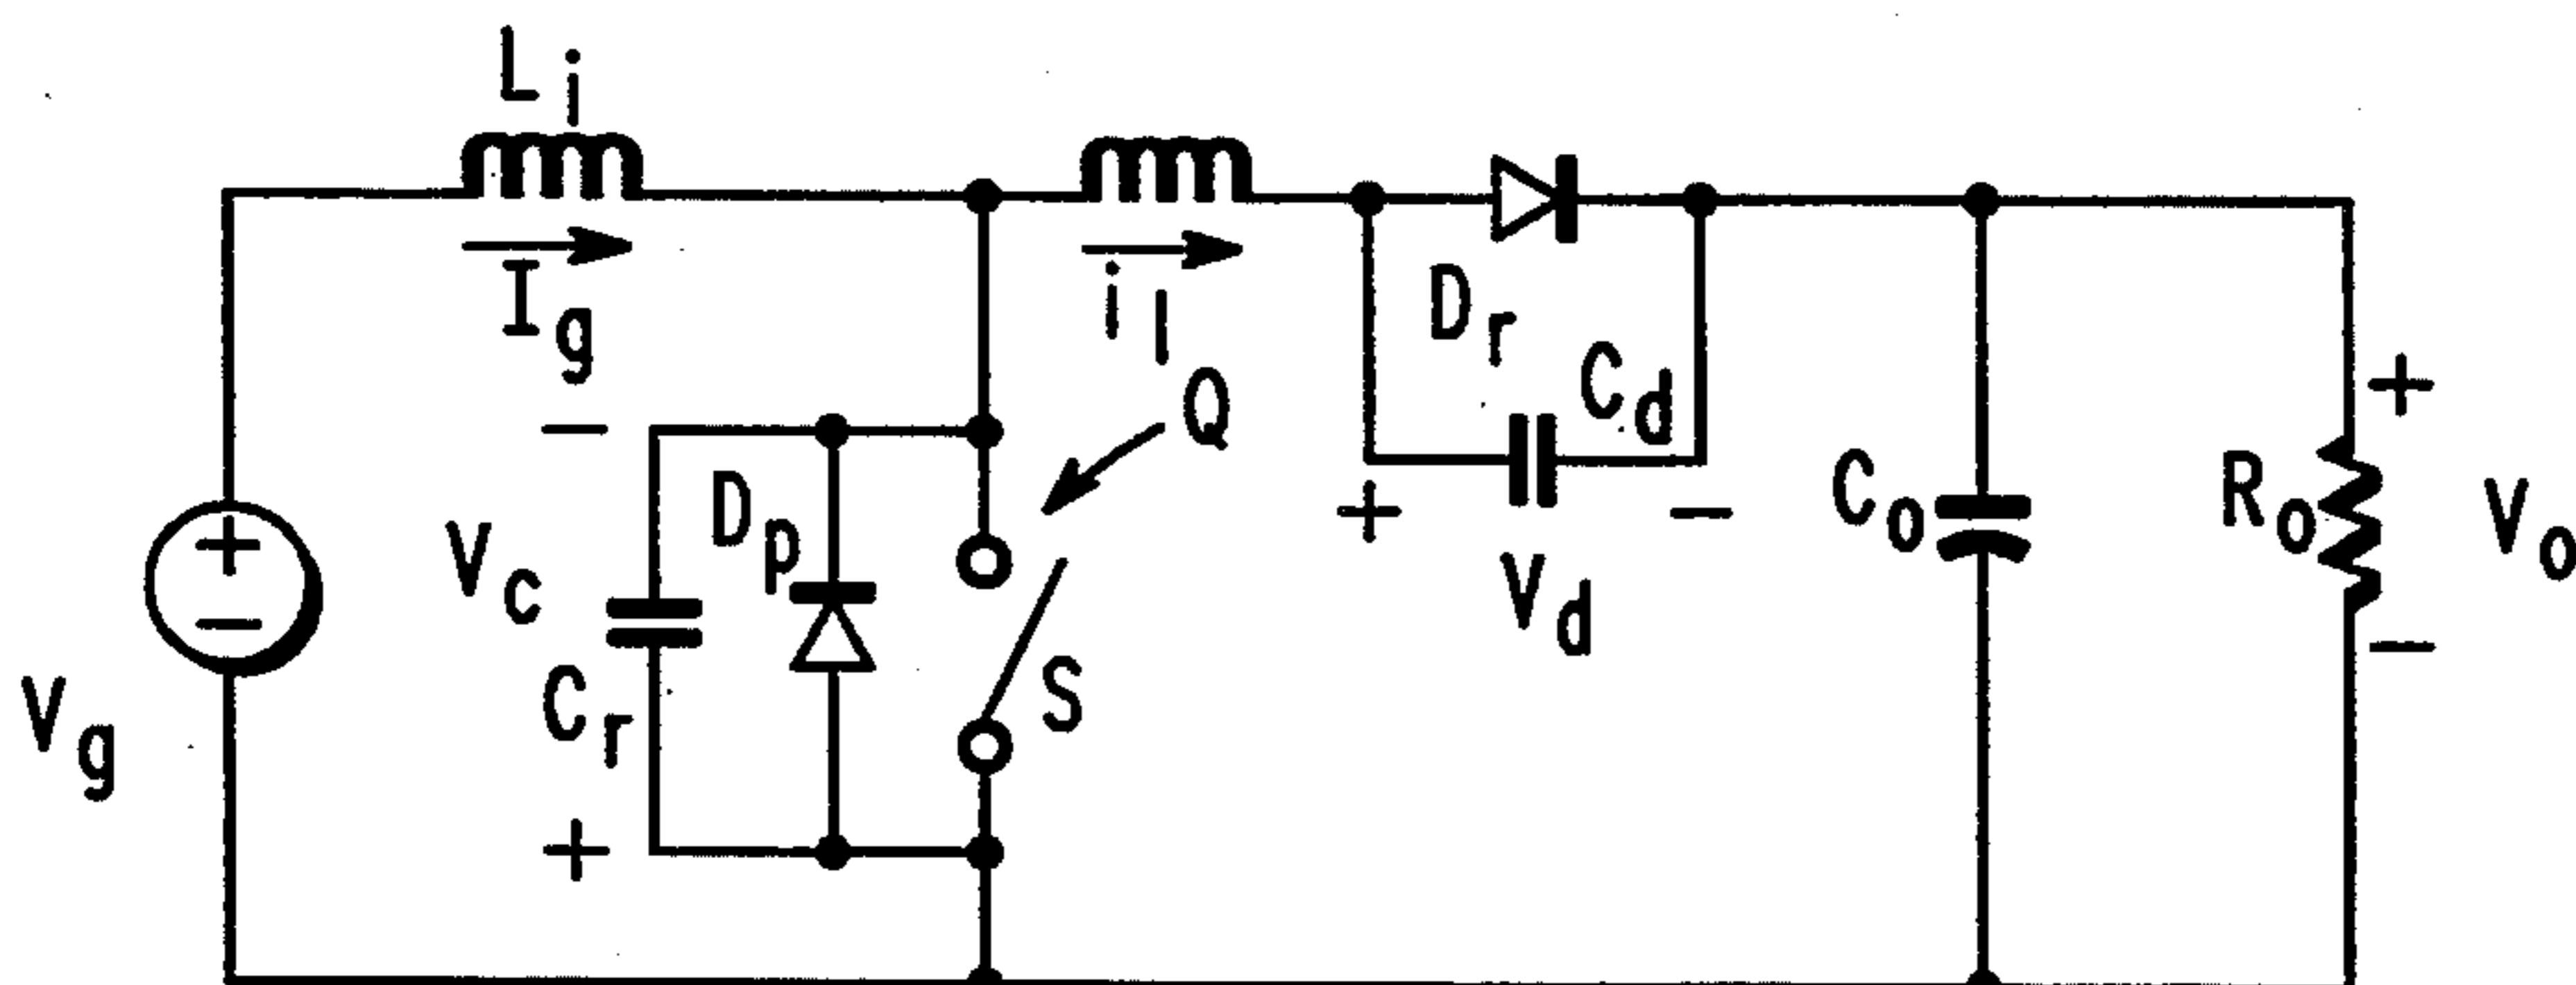 Li
Ig
il
Q
Dr
Cd
+
−
Vd
−
Vc
+
Cr
Dp
S
+
−
Vg
Co
Ro
+
−
Vo